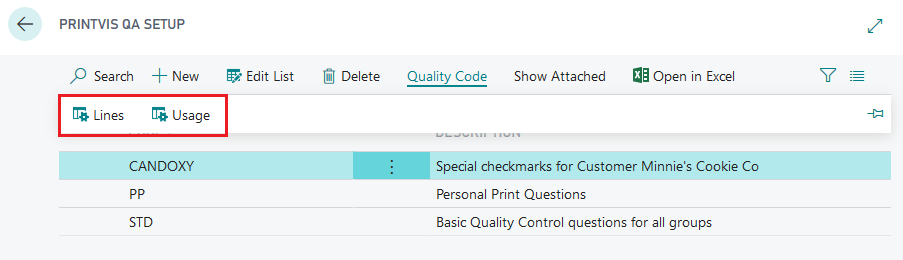 PRINTVIS QA SETUP
Search New Edit List Delete Quality Code Show Attached Open in Excel
Lines Usage
DESCRIPTION
CANDOXY Special checkmarks for Customer Minnie's Cookie Co
PP Personal Print Questions
STD Basic Quality Control questions for all groups